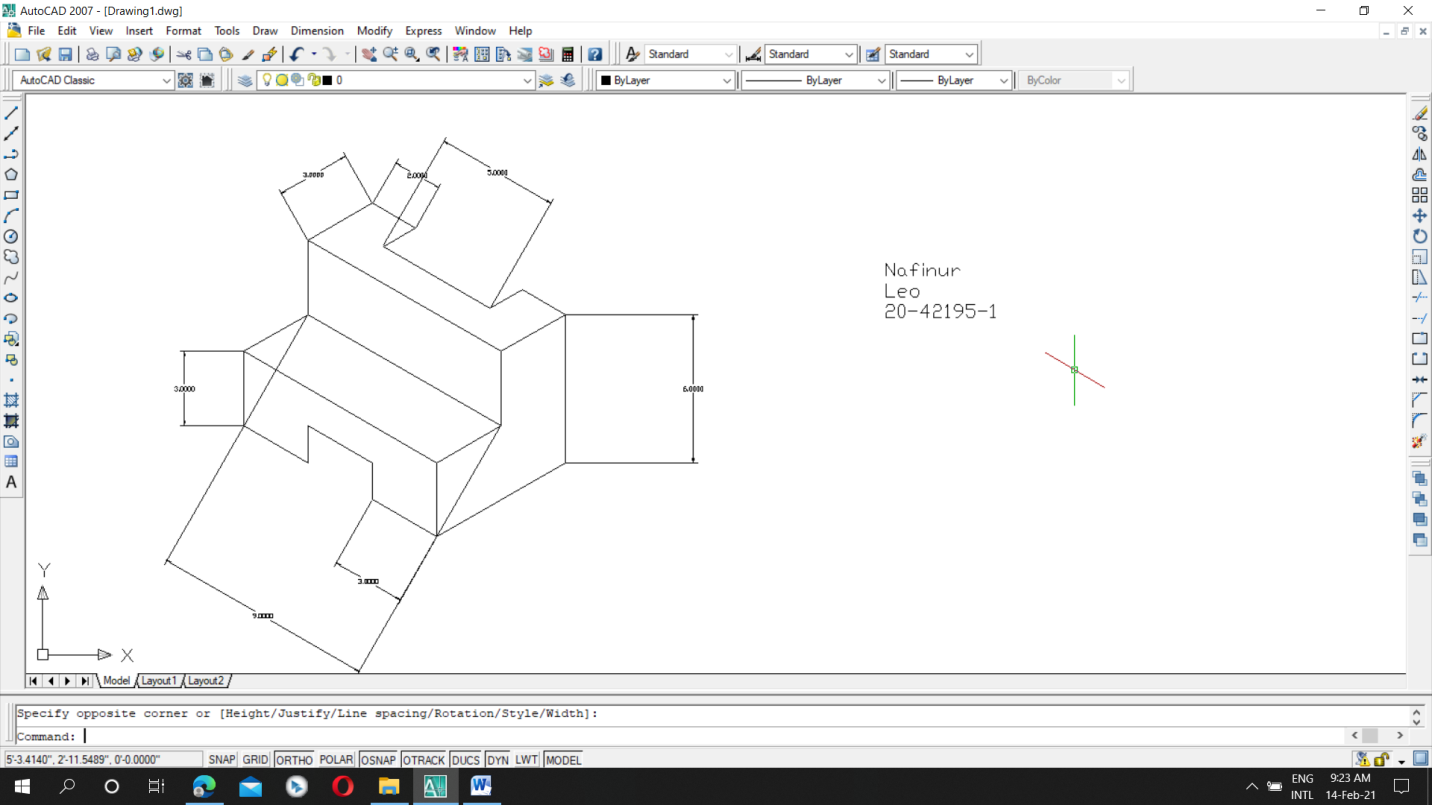 AutoCAD 2007 - [Drawing1.dwg]
File Edit View Insert Format Tools Draw Dimension Modify Express Window Help
Standard Standard Standard
AutoCAD Classic 0 ByLayer ByLayer ByLayer ByColor
3.0000 2.0000 5.0000
Nafinur
Leo
20-42195-1
3.0000 6.0000
3.0000
9.0000
A
Y
X
Model Layout1 Layout2
Specify opposite corner or [Height/Justify/Line spacing/Rotation/Style/Width]:
Command:
5'-3.4140", 2'-11.5489", 0'-0.0000" SNAP GRID ORTHO POLAR OSNAP OTRACK DUCS DYN LWT MODEL
ENG 9:23 AM
INTL 14-Feb-21